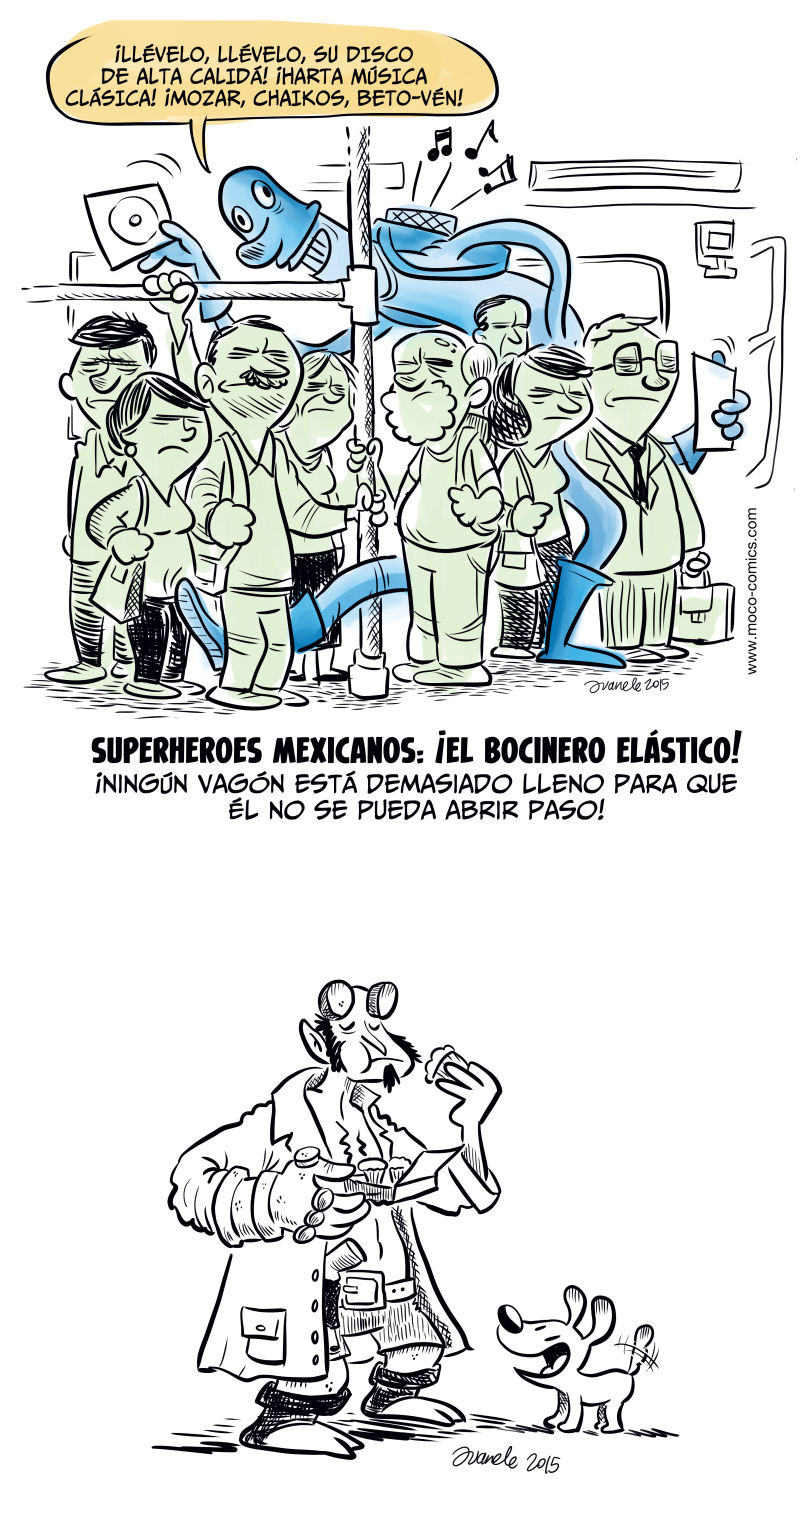 ¡LLÉVELO, LLÉVELO, SU DISCO
DE ALTA CALIDÁ! ¡HARTA MÚSICA
CLÁSICA! ¡MOZAR, CHAIKOS, BETO-VÉN!
www.moco-comics.com
Juanele 2015
SUPERHEROES MEXICANOS: ¡EL BOCINERO ELÁSTICO!
¡NINGÚN VAGÓN ESTÁ DEMASIADO LLENO PARA QUE
ÉL NO SE PUEDA ABRIR PASO!
Juanele 2015